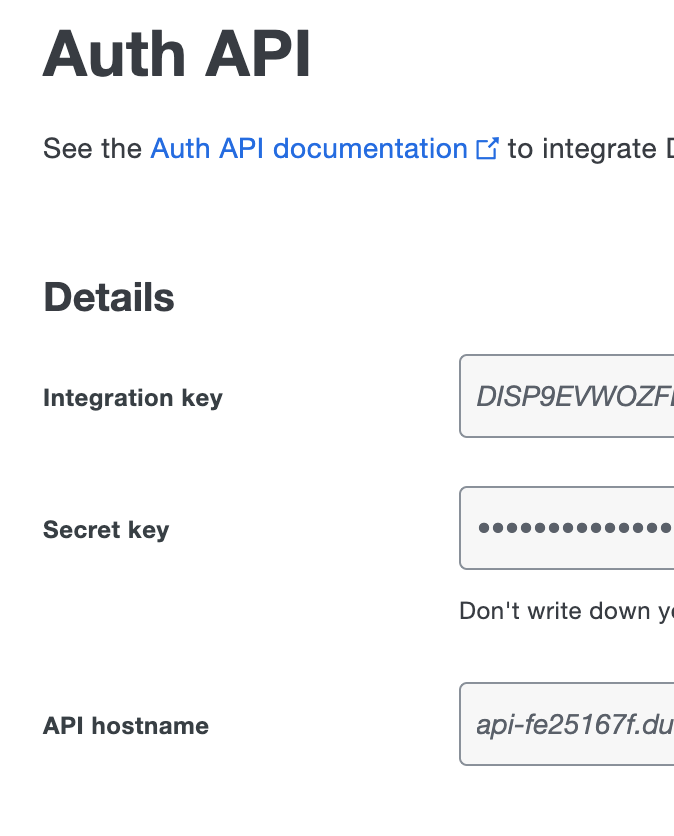 Auth API
See the Auth API documentation to integrate
Details
Integration key
DISP9EVWOZF
Secret key
••••••••••••••
Don't write down
API hostname
api-fe25167f.du